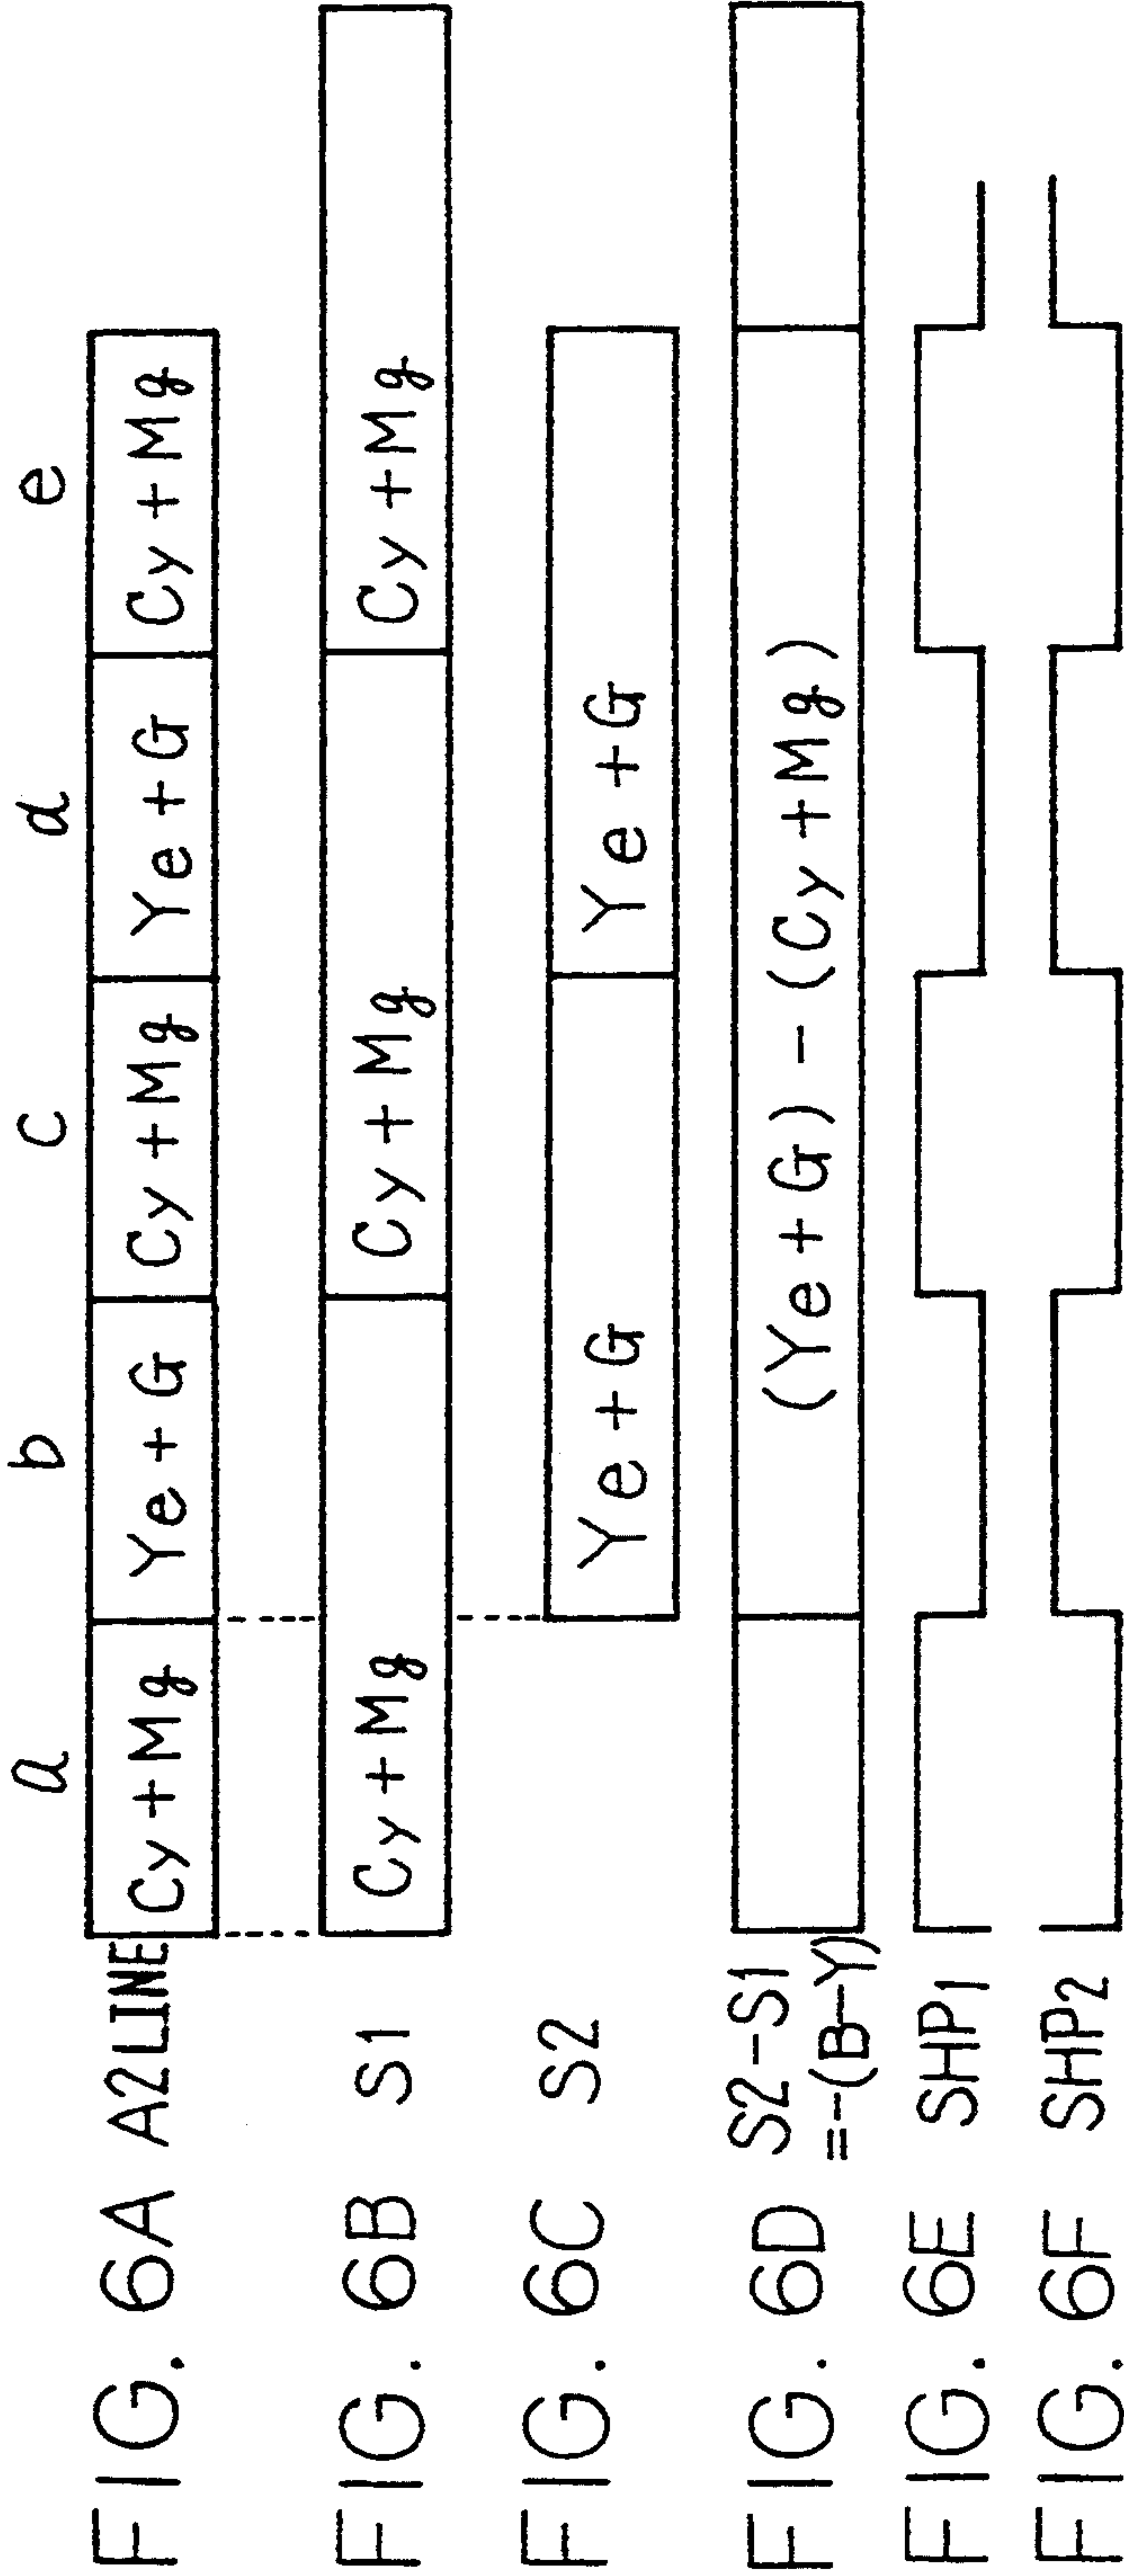 a b c d e
FIG. 6A A2LINE Cy+Mg Ye+G Cy+Mg Ye+G Cy+Mg
FIG. 6B S1 Cy+Mg Cy+Mg Cy+Mg
FIG. 6C S2 Ye+G Ye+G
FIG. 6D S2-S1 (Ye+G)-(Cy+Mg)
=-(B-Y)
FIG. 6E SHP1
FIG. 6F SHP2